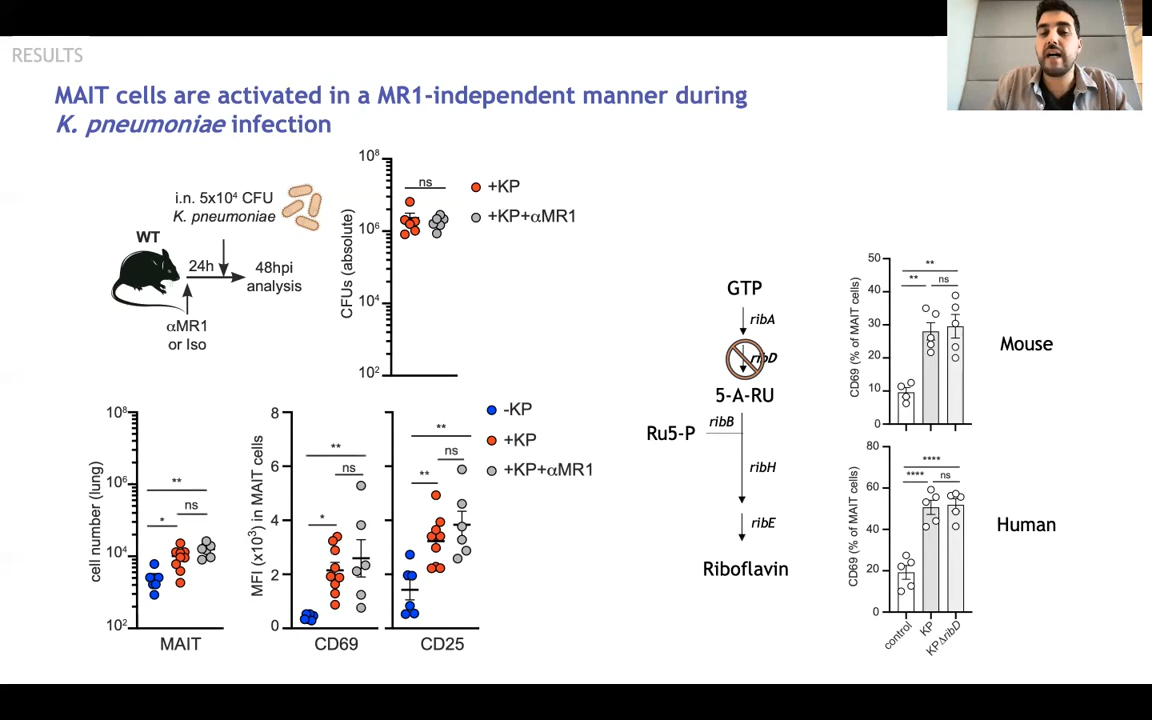 RESULTS
MAIT cells are activated in a MR1-independent manner during
K. pneumoniae infection
i.n. 5x10⁴ CFU
K. pneumoniae
WT
24h
48hpi
analysis
αMR1
or Iso
CFUs (absolute)
10⁸
10⁶
10⁴
10²
ns
+KP
+KP+αMR1
cell number (lung)
10⁸
10⁶
10⁴
10²
**
ns
*
MAIT
MFI (x10³) in MAIT cells
8
6
4
2
0
**
ns
*
CD69
**
ns
**
CD25
-KP
+KP
+KP+αMR1
GTP
ribA
ribD
5-A-RU
Ru5-P
ribB
ribH
ribE
Riboflavin
CD69 (% of MAIT cells)
50
40
30
20
10
0
**
**
ns
Mouse
CD69 (% of MAIT cells)
80
60
40
20
0
****
****
ns
control
KP
KPΔribD
Human